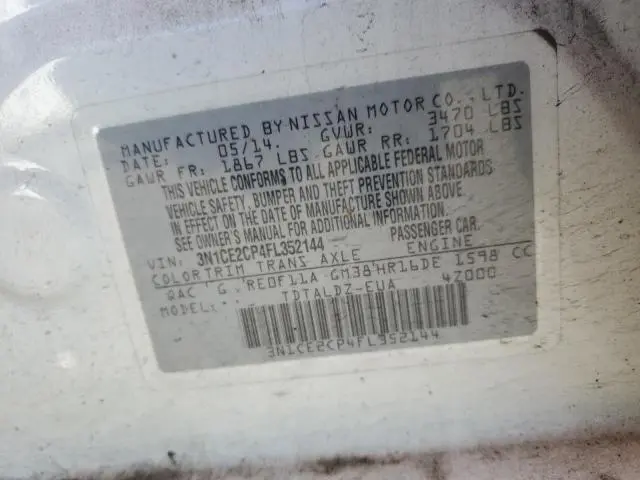 MANUFACTURED BY NISSAN MOTOR CO., LTD.
DATE: 05/14. GVWR: 3470 LBS
GAWR FR: 1867 LBS GAWR RR: 1704 LBS
THIS VEHICLE CONFORMS TO ALL APPLICABLE FEDERAL MOTOR
VEHICLE SAFETY, BUMPER AND THEFT PREVENTION STANDARDS
IN EFFECT ON THE DATE OF MANUFACTURE SHOWN ABOVE.
SEE OWNER'S MANUAL FOR ADDITIONAL INFORMATION.
VIN: 3N1CE2CP4FL352144 PASSENGER CAR.
COLOR TRIM TRANS AXLE ENGINE
QAC G RE0F11A GM38 HR16DE 1598 CC
MODEL: TDTALDZ-EUA 42000
3N1CE2CP4FL352144